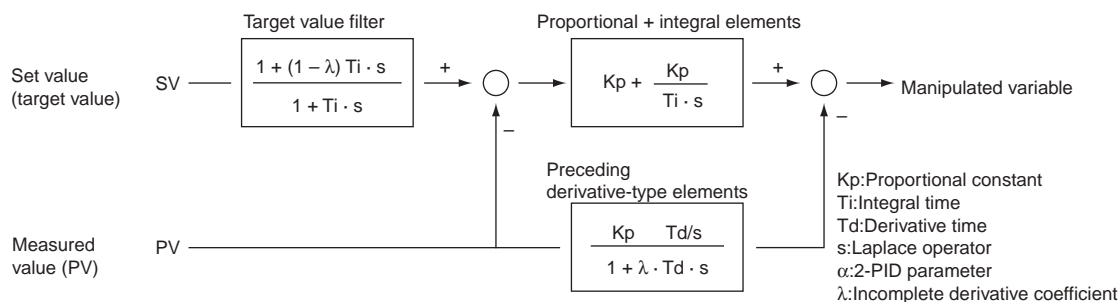 Target value filter
Proportional + integral elements
Set value
(target value)
SV
1 + (1 – λ) Ti · s
1 + Ti · s
+
–
Kp +
Kp
Ti · s
+
–
Manipulated variable
Preceding
derivative-type elements
Measured
value (PV)
PV
Kp Td/s
1 + λ · Td · s
Kp:Proportional constant
Ti:Integral time
Td:Derivative time
s:Laplace operator
α:2-PID parameter
λ:Incomplete derivative coefficient